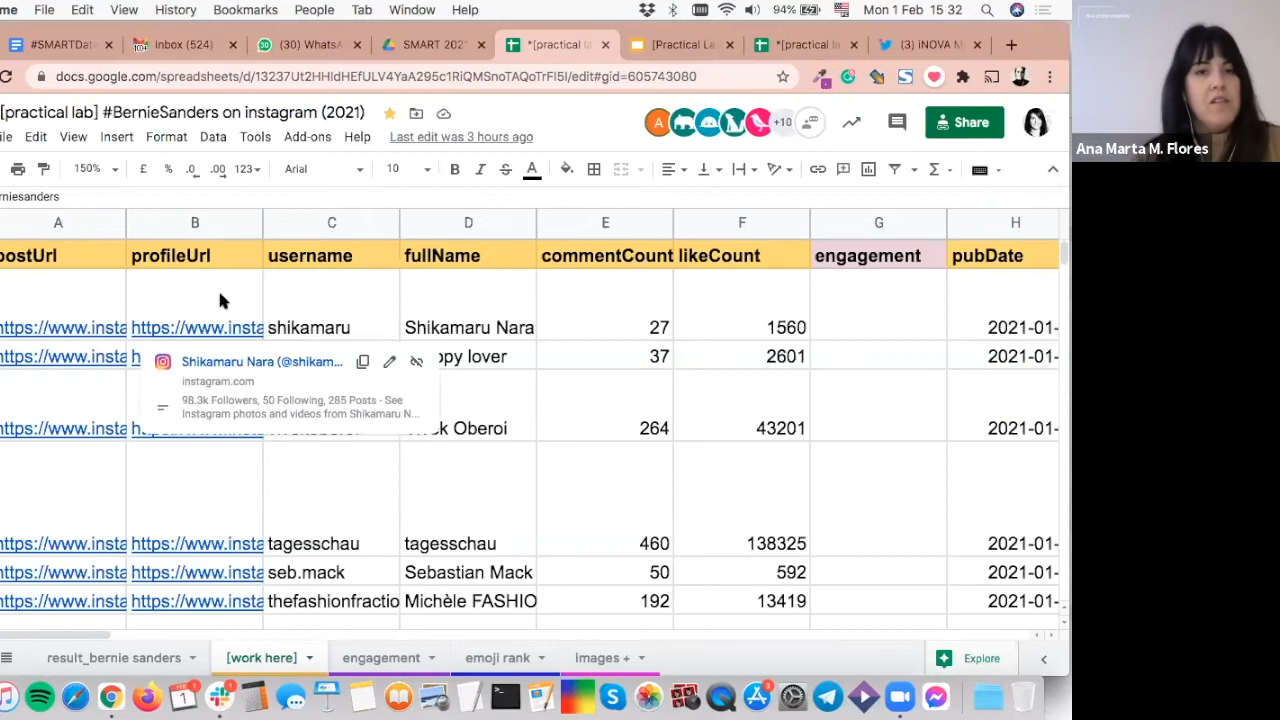 me File Edit View History Bookmarks People Tab Window Help 94% Mon 1 Feb 15 32
#SMARTDat Inbox (524) (30) WhatsA SMART 202 *[practical lab [Practical La *[practical la (3) iNOVA M
docs.google.com/spreadsheets/d/13237Ut2HHIdHEfULV4YaA295c1RiQMSnoTAQoTrFI5I/edit#gid=605743080
[practical lab] #BernieSanders on instagram (2021)
ile Edit View Insert Format Data Tools Add-ons Help Last edit was 3 hours ago
A +10 Share
150% £ % .0 .00 123 Arial 10 B I S A
rniesanders
A B C D E F G H
postUrl profileUrl username fullName commentCount likeCount engagement pubDate
https://www.insta https://www.insta shikamaru Shikamaru Nara 27 1560 2021-01-
https://www.insta h ppy lover 37 2601 2021-01-
Shikamaru Nara (@shikam...
instagram.com
98.3k Followers, 50 Following, 285 Posts - See
Instagram photos and videos from Shikamaru N...
https://www.insta k Oberoi 264 43201 2021-01-
https://www.insta https://www.insta tagesschau tagesschau 460 138325 2021-01-
https://www.insta https://www.insta seb.mack Sebastian Mack 50 592 2021-01-
https://www.insta https://www.insta thefashionfractio Michèle FASHIO 192 13419 2021-01-
result_bernie sanders [work here] engagement emoji rank Images + Explore
Ana Marta M. Flores